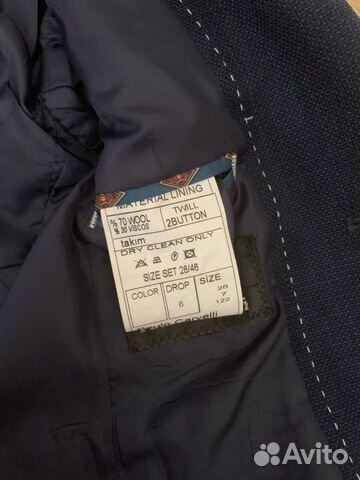 MATERIAL LINING
% 70 WOOL TWILL
% 30 VISCOS 2BUTTON
takim
DRY CLEAN ONLY
SIZE SET 28/46
COLOR DROP SIZE
6 28
7
122
Carvelli
Avito